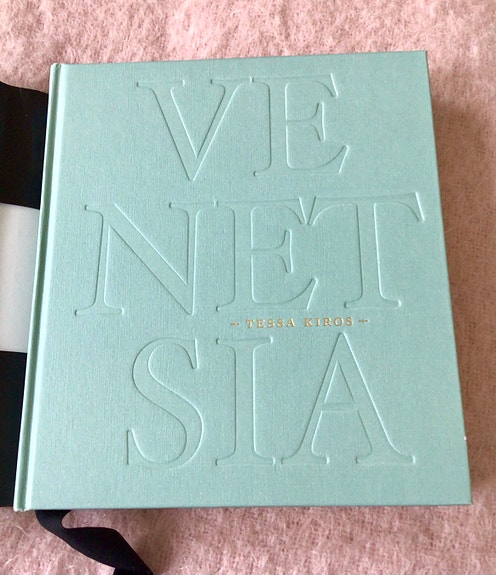 VE
NET
– TESSA KIROS –
SIA